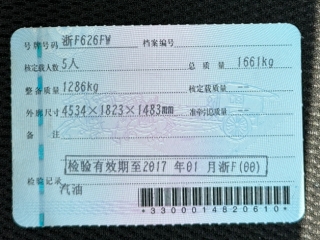 号牌号码 浙F626FW 档案编号
核定载人数 5人 总质量 1661kg
整备质量 1286kg 核定载质量 --
外廓尺寸 4534×1823×1483mm 准牵引总质量 --
备注
检验有效期至2017 年01 月浙F(00)
检验记录
汽油
*3300014820610*